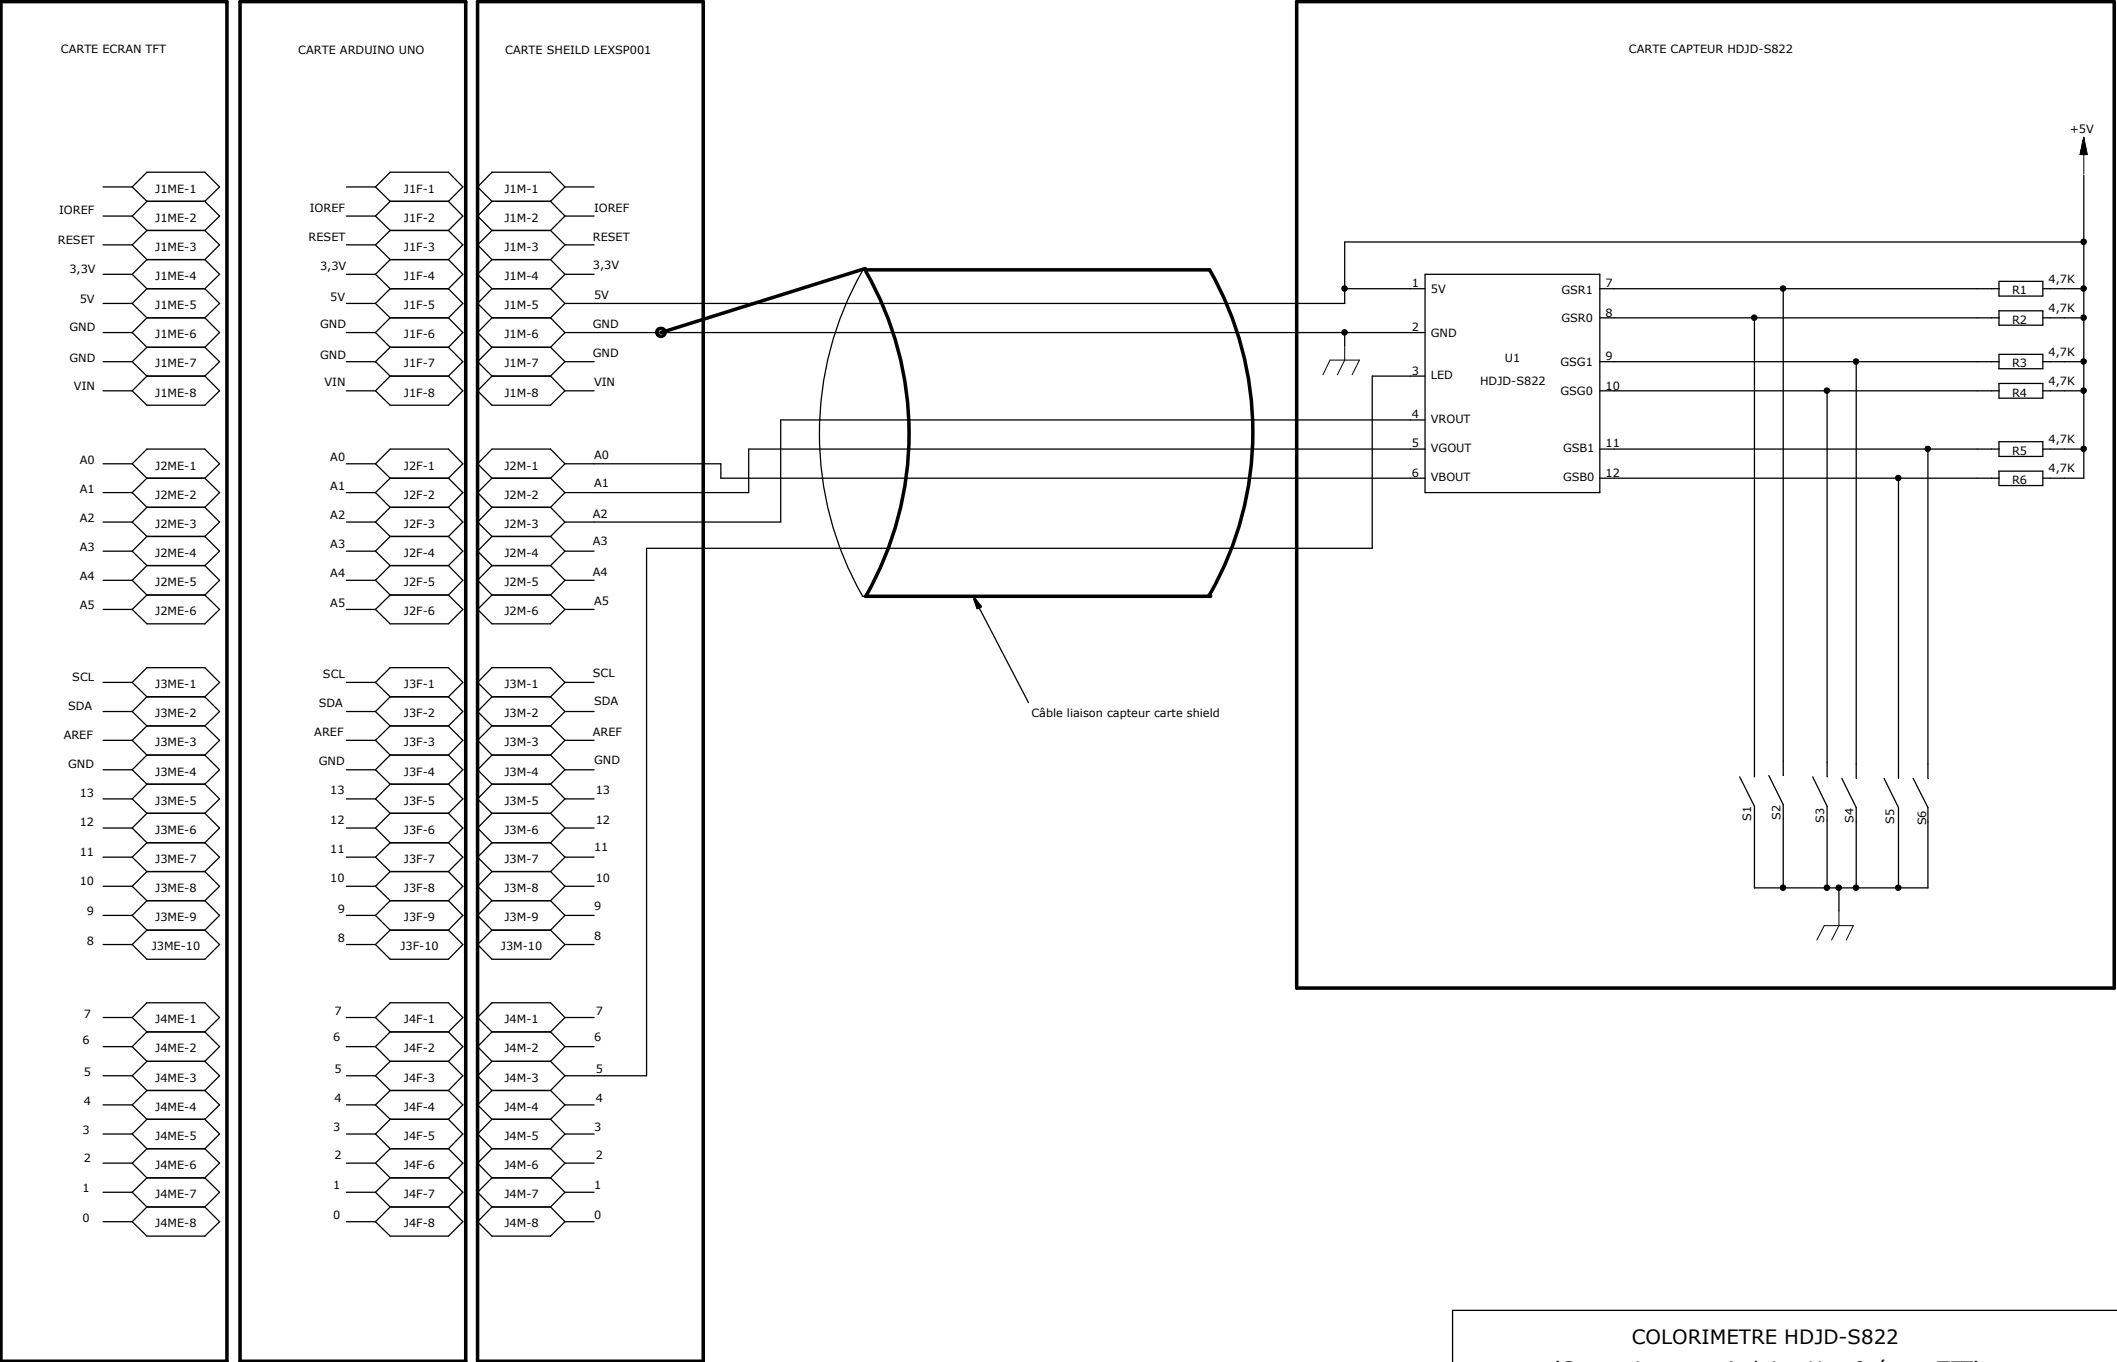 CARTE ECRAN TFT
J1ME-1
IOREF J1ME-2
RESET J1ME-3
3,3V J1ME-4
5V J1ME-5
GND J1ME-6
GND J1ME-7
VIN J1ME-8
A0 J2ME-1
A1 J2ME-2
A2 J2ME-3
A3 J2ME-4
A4 J2ME-5
A5 J2ME-6
SCL J3ME-1
SDA J3ME-2
AREF J3ME-3
GND J3ME-4
13 J3ME-5
12 J3ME-6
11 J3ME-7
10 J3ME-8
9 J3ME-9
8 J3ME-10
7 J4ME-1
6 J4ME-2
5 J4ME-3
4 J4ME-4
3 J4ME-5
2 J4ME-6
1 J4ME-7
0 J4ME-8
CARTE ARDUINO UNO
J1F-1
IOREF J1F-2
RESET J1F-3
3,3V J1F-4
5V J1F-5
GND J1F-6
GND J1F-7
VIN J1F-8
A0 J2F-1
A1 J2F-2
A2 J2F-3
A3 J2F-4
A4 J2F-5
A5 J2F-6
SCL J3F-1
SDA J3F-2
AREF J3F-3
GND J3F-4
13 J3F-5
12 J3F-6
11 J3F-7
10 J3F-8
9 J3F-9
8 J3F-10
7 J4F-1
6 J4F-2
5 J4F-3
4 J4F-4
3 J4F-5
2 J4F-6
1 J4F-7
0 J4F-8
CARTE SHEILD LEXSP001
J1M-1
J1M-2 IOREF
J1M-3 RESET
J1M-4 3,3V
J1M-5 5V
J1M-6 GND
J1M-7 GND
J1M-8 VIN
J2M-1 A0
J2M-2 A1
J2M-3 A2
J2M-4 A3
J2M-5 A4
J2M-6 A5
J3M-1 SCL
J3M-2 SDA
J3M-3 AREF
J3M-4 GND
J3M-5 13
J3M-6 12
J3M-7 11
J3M-8 10
J3M-9 9
J3M-10 8
J4M-1 7
J4M-2 6
J4M-3 5
J4M-4 4
J4M-5 3
J4M-6 2
J4M-7 1
J4M-8 0
Câble liaison capteur carte shield
CARTE CAPTEUR HDJD-S822
+5V
1 5V
2 GND
3 LED
4 VROUT
5 VGOUT
6 VBOUT
U1
HDJD-S822
GSR1 7
GSR0 8
GSG1 9
GSG0 10
GSB1 11
GSB0 12
R1 4,7K
R2 4,7K
R3 4,7K
R4 4,7K
R5 4,7K
R6 4,7K
S1
S2
S3
S4
S5
S6
COLORIMETRE HDJD-S822